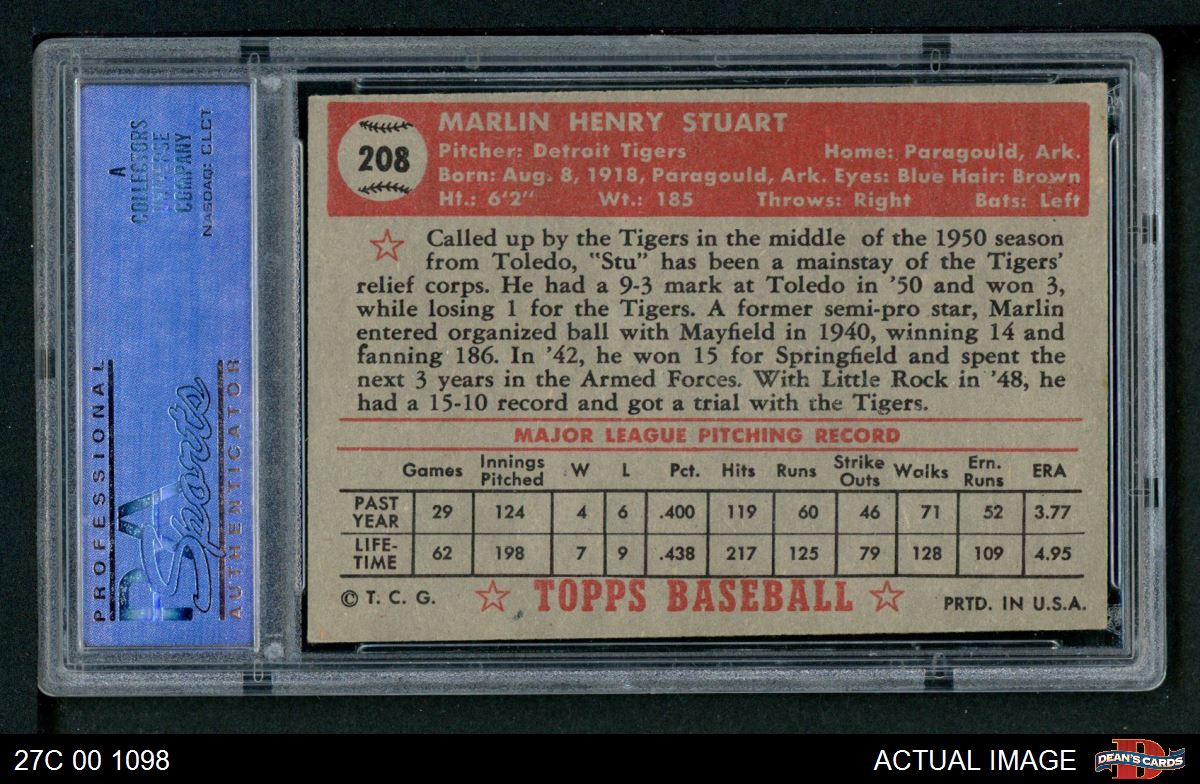 A
COLLECTORS
UNIVERSE
COMPANY
NASDAQ: CLCT
PROFESSIONAL
PSA
Sports
AUTHENTICATOR
208
MARLIN HENRY STUART
Pitcher: Detroit Tigers Home: Paragould, Ark.
Born: Aug. 8, 1918, Paragould, Ark. Eyes: Blue Hair: Brown
Ht.: 6'2" Wt.: 185 Throws: Right Bats: Left
Called up by the Tigers in the middle of the 1950 season
from Toledo, "Stu" has been a mainstay of the Tigers'
relief corps. He had a 9-3 mark at Toledo in '50 and won 3,
while losing 1 for the Tigers. A former semi-pro star, Marlin
entered organized ball with Mayfield in 1940, winning 14 and
fanning 186. In '42, he won 15 for Springfield and spent the
next 3 years in the Armed Forces. With Little Rock in '48, he
had a 15-10 record and got a trial with the Tigers.
MAJOR LEAGUE PITCHING RECORD
Games Innings Pitched W L Pct. Hits Runs Strike Outs Walks Ern. Runs ERA
PAST YEAR 29 124 4 6 .400 119 60 46 71 52 3.77
LIFE-TIME 62 198 7 9 .438 217 125 79 128 109 4.95
© T. C. G. TOPPS BASEBALL PRTD. IN U.S.A.
27C 00 1098 ACTUAL IMAGE D DEAN'S CARDS